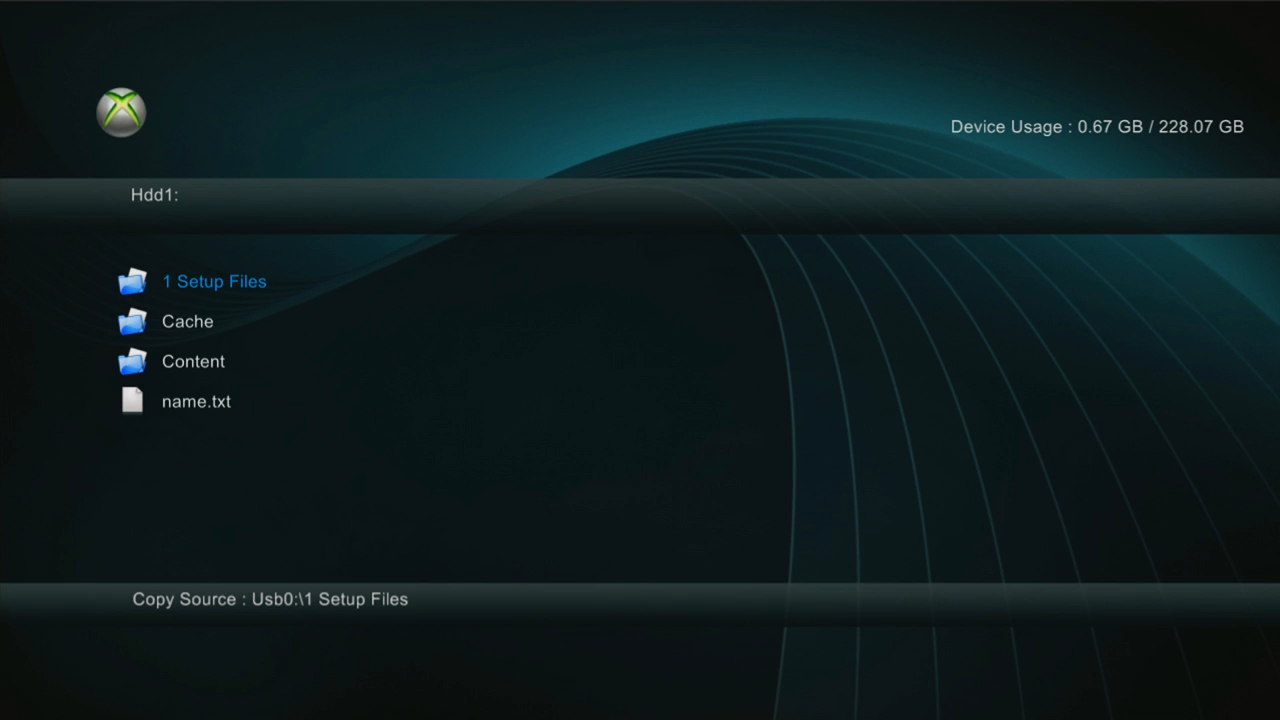 Device Usage : 0.67 GB / 228.07 GB
Hdd1:
1 Setup Files
Cache
Content
name.txt
Copy Source : Usb0:\1 Setup Files